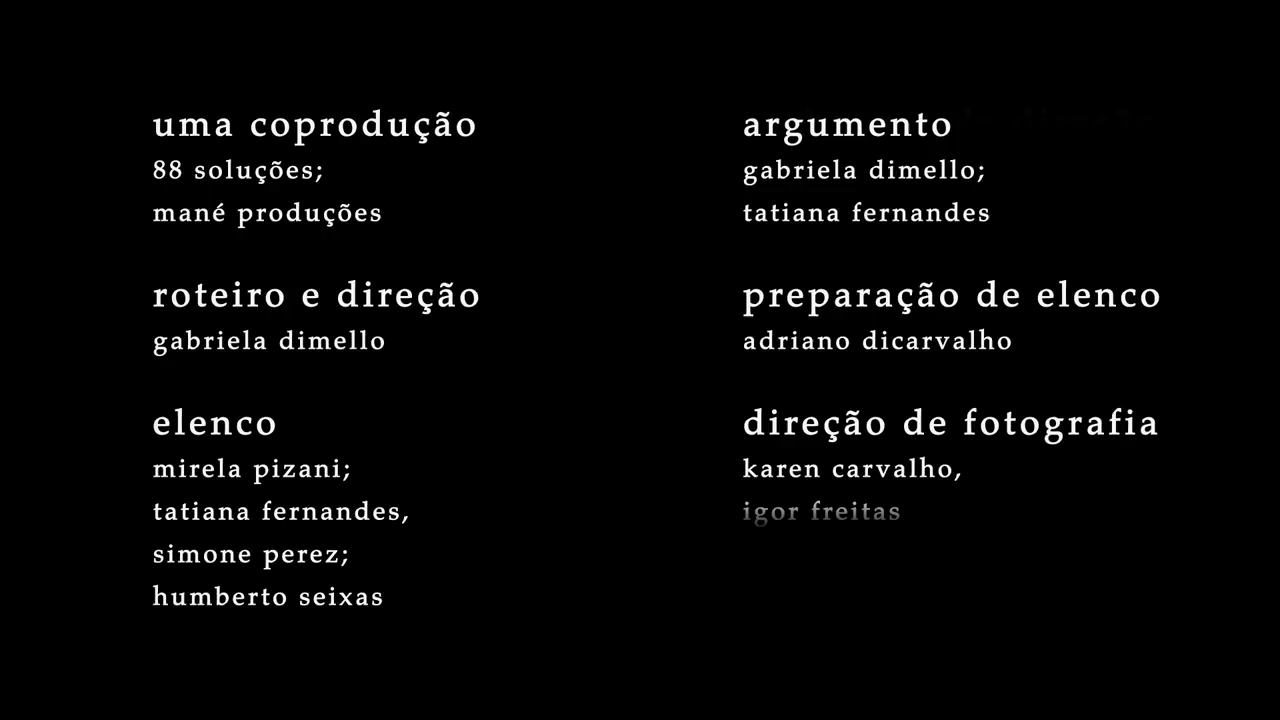 uma coprodução
88 soluções;
mané produções
roteiro e direção
gabriela dimello
elenco
mirela pizani;
tatiana fernandes,
simone perez;
humberto seixas
argumento
gabriela dimello;
tatiana fernandes
preparação de elenco
adriano dicarvalho
direção de fotografia
karen carvalho,
igor freitas